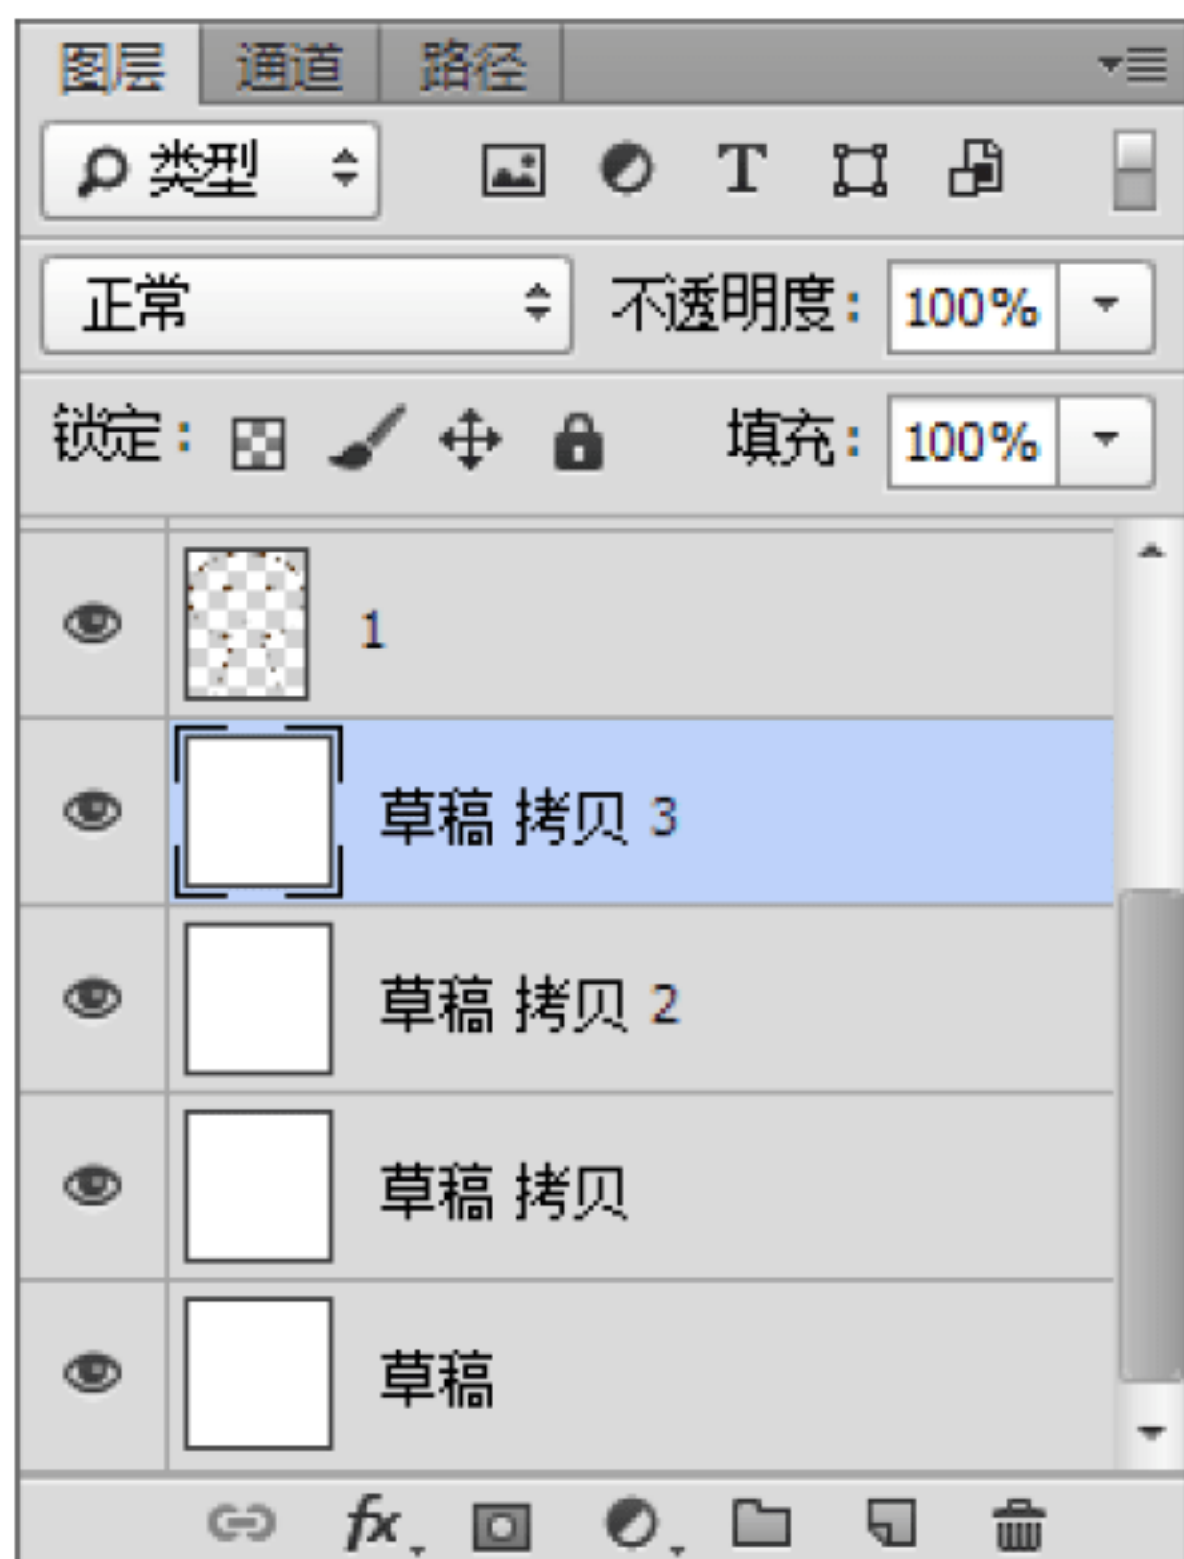 图层 通道 路径
类型 T
正常 不透明度: 100%
锁定: 填充: 100%
1
草稿 拷贝 3
草稿 拷贝 2
草稿 拷贝
草稿
fx